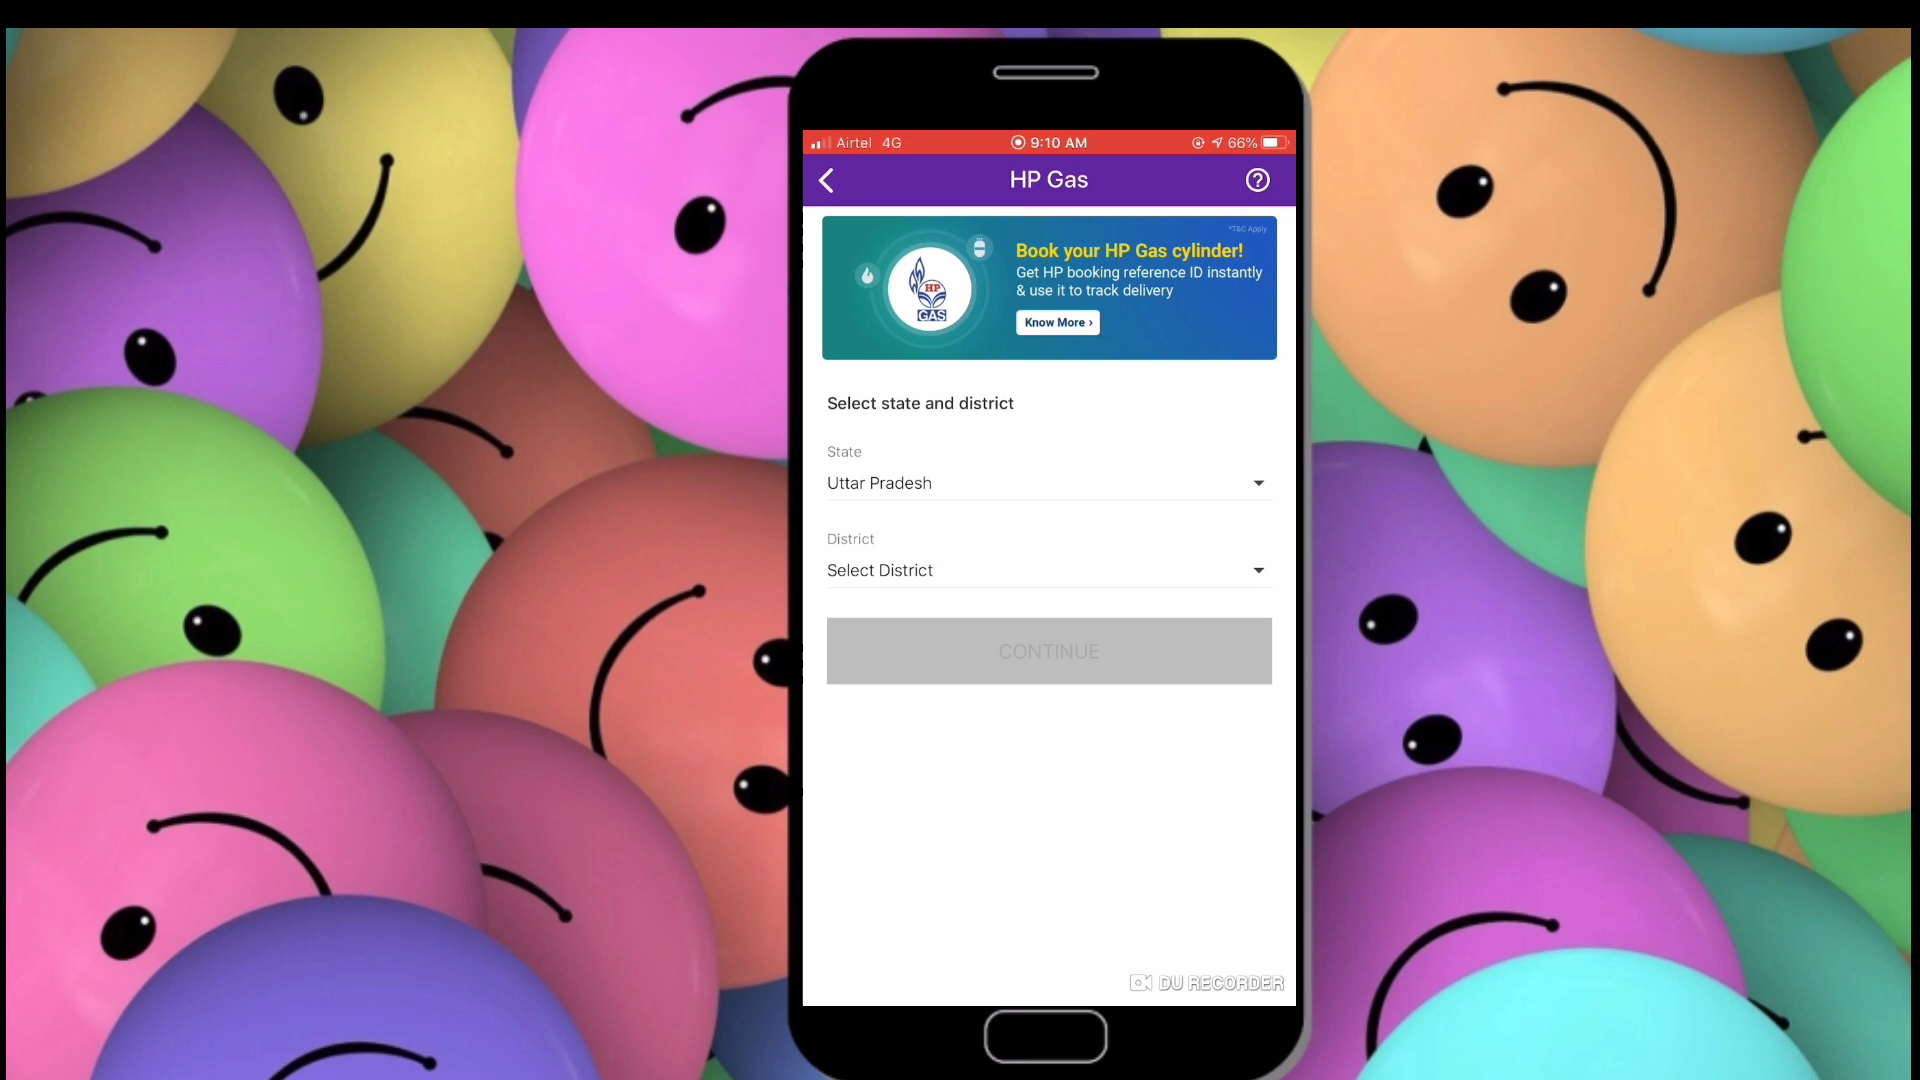 Airtel 4G 9:10 AM 66%
HP Gas
*T&C Apply
Book your HP Gas cylinder!
Get HP booking reference ID instantly
& use it to track delivery
Know More ›
HP
GAS
Select state and district
State
Uttar Pradesh
District
Select District
CONTINUE
DU RECORDER